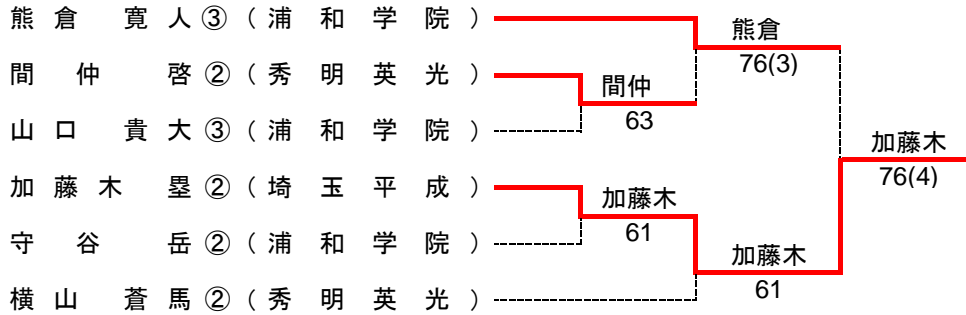 熊倉 寛人③(浦和学院)
熊倉
76(3)
間仲 啓②(秀明英光)
間仲
63
山口 貴大③(浦和学院)
加藤木
76(4)
加藤木 塁②(埼玉平成)
加藤木
61
守谷 岳②(浦和学院)
加藤木
61
横山 蒼馬②(秀明英光)